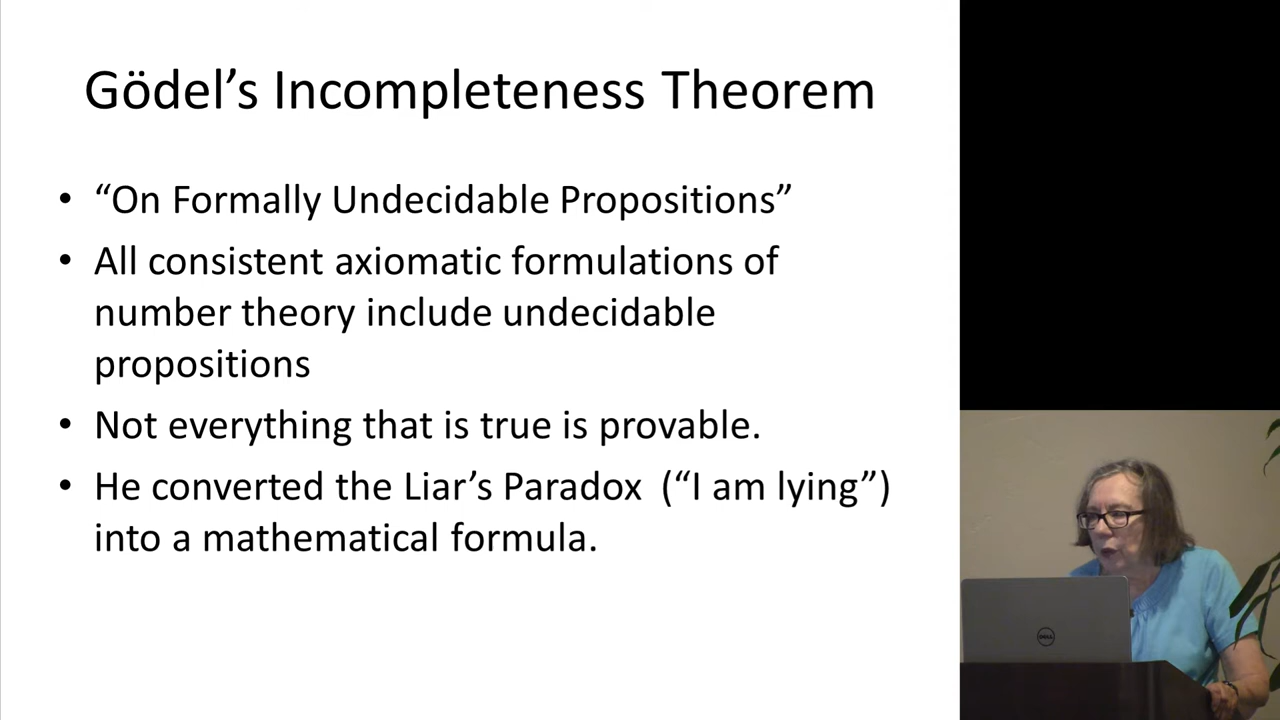 Gödel’s Incompleteness Theorem
• “On Formally Undecidable Propositions”
• All consistent axiomatic formulations of
number theory include undecidable
propositions
• Not everything that is true is provable.
• He converted the Liar’s Paradox (“I am lying”)
into a mathematical formula.
DELL